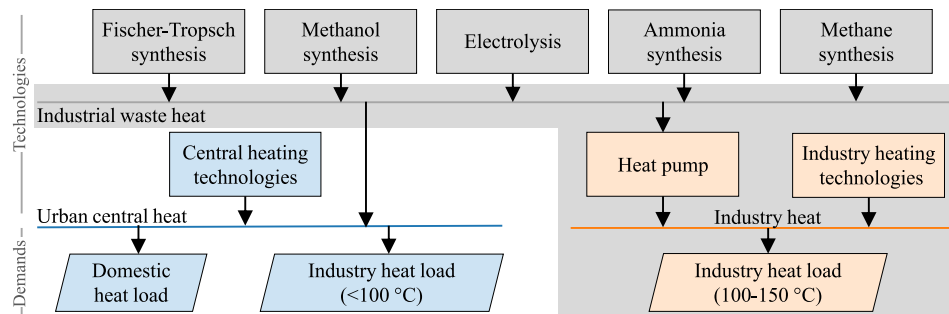 Technologies
Fischer-Tropsch
synthesis
Methanol
synthesis
Electrolysis
Ammonia
synthesis
Methane
synthesis
Industrial waste heat
Central heating
technologies
Heat pump
Industry heating
technologies
Urban central heat
Industry heat
Demands
Domestic
heat load
Industry heat load
(<100 °C)
Industry heat load
(100-150 °C)